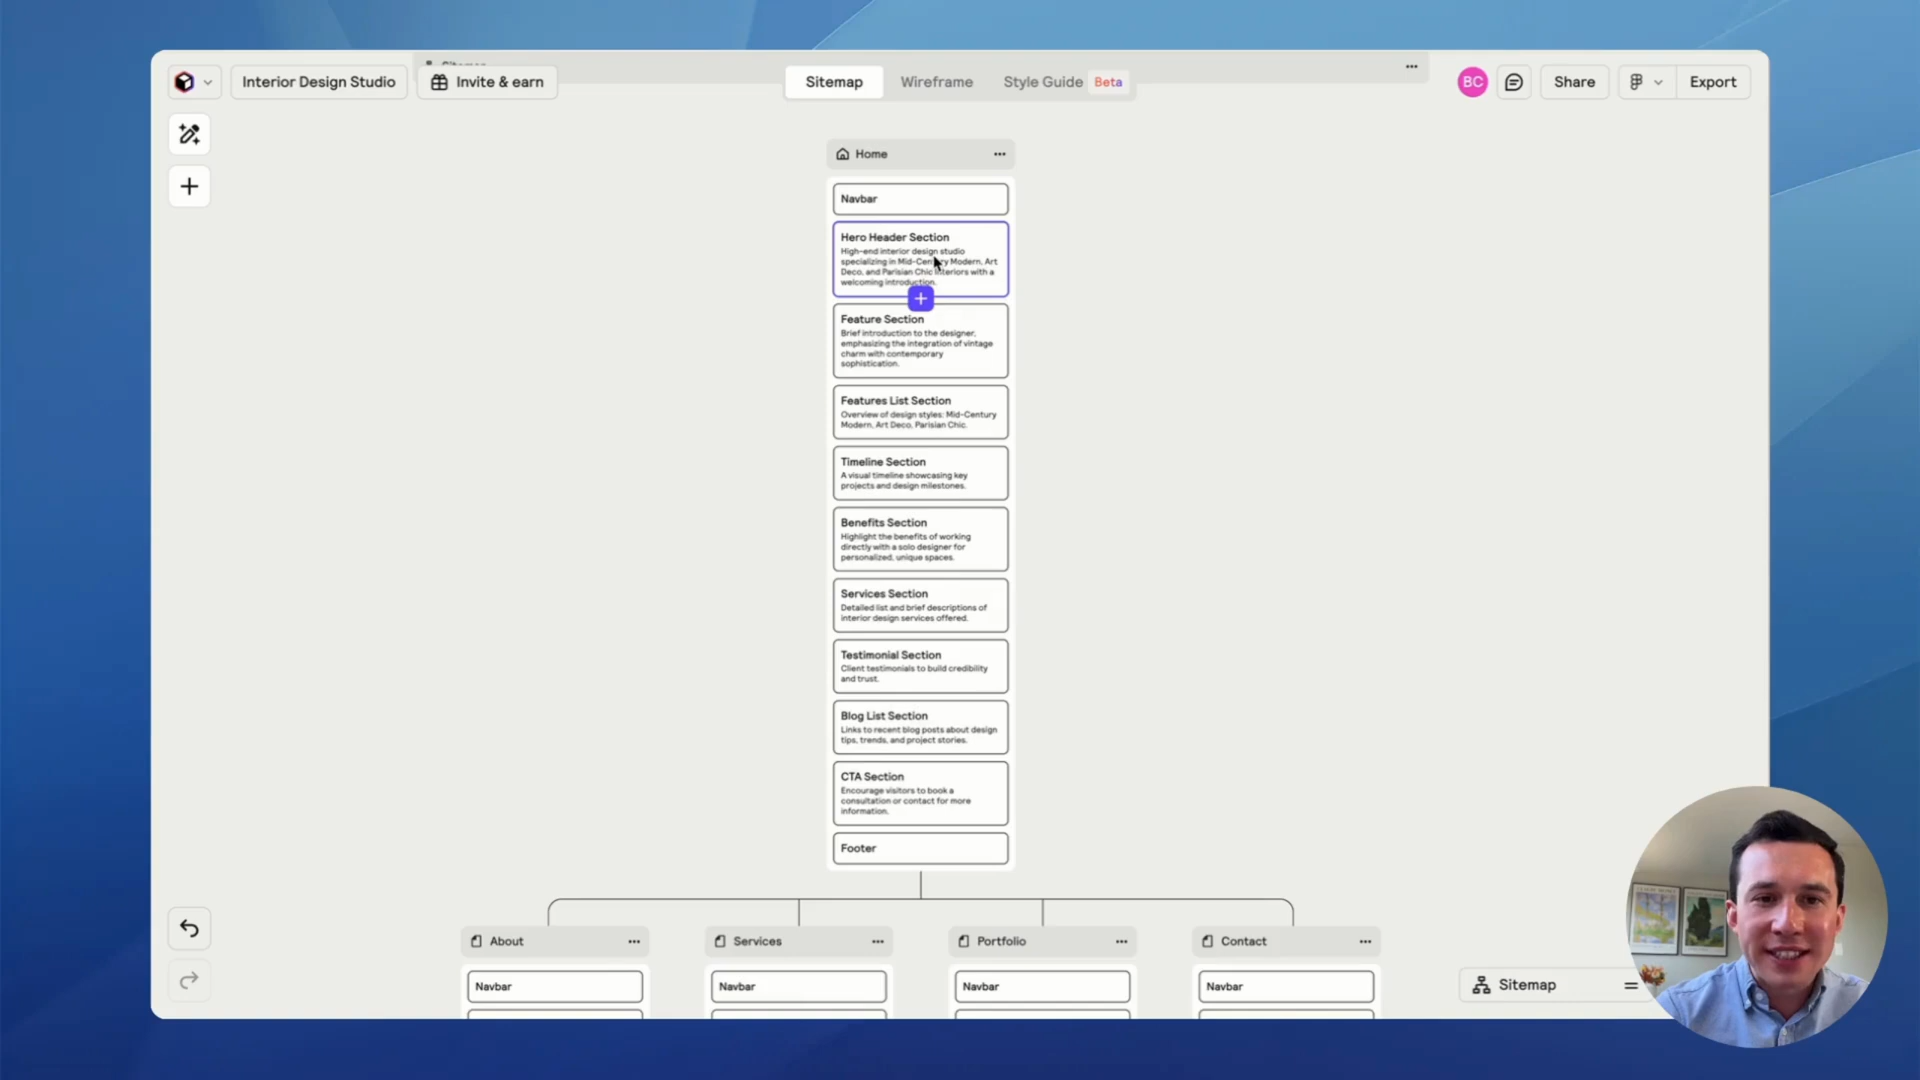 Sitemap
Interior Design Studio
Invite & earn
Sitemap
Wireframe
Style Guide
Beta
BC
Share
Export
Home
Navbar
Hero Header Section
High-end interior design studio
specializing in Mid-Century Modern, Art
Deco, and Parisian Chic interiors with a
welcoming introduction.
Feature Section
Brief introduction to the designer,
emphasizing the integration of vintage
charm with contemporary
sophistication.
Features List Section
Overview of design styles: Mid-Century
Modern, Art Deco, Parisian Chic.
Timeline Section
A visual timeline showcasing key
projects and design milestones.
Benefits Section
Highlight the benefits of working
directly with a solo designer for
personalized, unique spaces.
Services Section
Detailed list and brief descriptions of
interior design services offered.
Testimonial Section
Client testimonials to build credibility
and trust.
Blog List Section
Links to recent blog posts about design
tips, trends, and project stories.
CTA Section
Encourage visitors to book a
consultation or contact for more
information.
Footer
About
Services
Portfolio
Contact
Navbar
Navbar
Navbar
Navbar
Sitemap